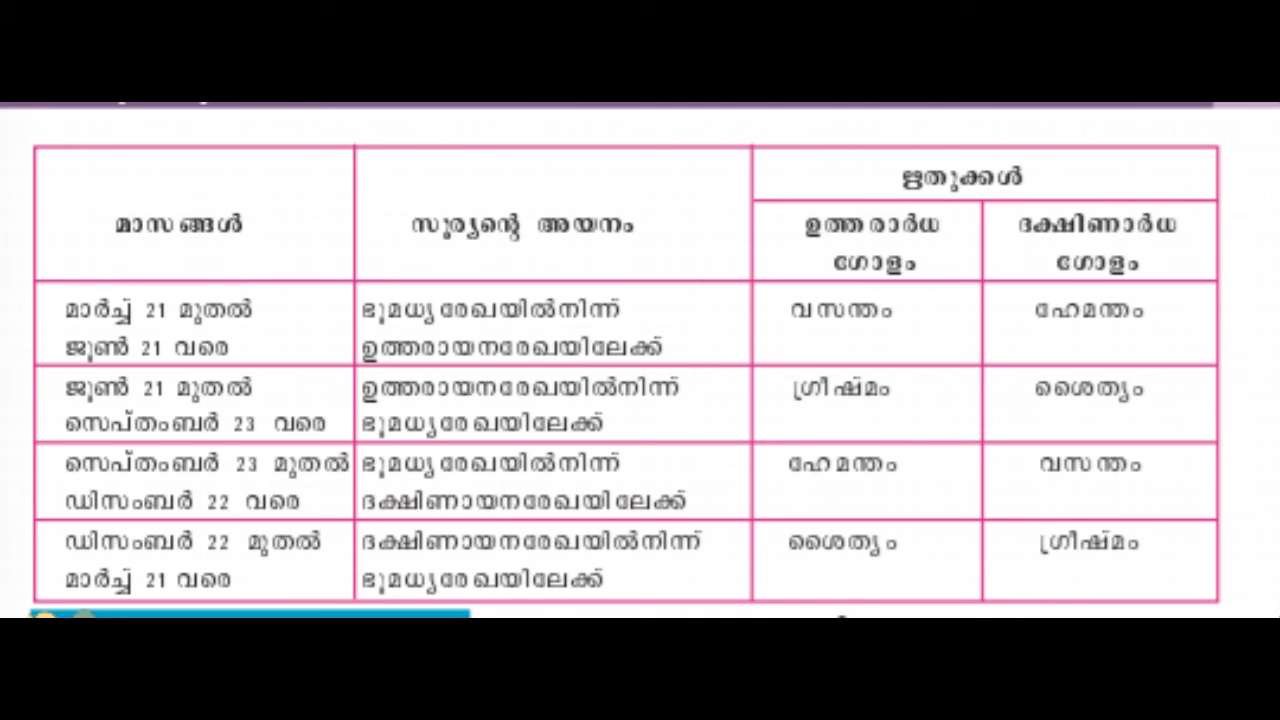 ഋതുക്കൾ
മാസങ്ങൾ
സൂര്യന്റെ അയനം
ഉത്തരാർധ
ഗോളം
ദക്ഷിണാർധ
ഗോളം
മാർച്ച് 21 മുതൽ
ജൂൺ 21 വരെ
ഭൂമധ്യരേഖയിൽനിന്ന്
ഉത്തരായനരേഖയിലേക്ക്
വസന്തം
ഹേമന്തം
ജൂൺ 21 മുതൽ
സെപ്തംബർ 23 വരെ
ഉത്തരായനരേഖയിൽനിന്ന്
ഭൂമധ്യരേഖയിലേക്ക്
ഗ്രീഷ്മം
ശൈത്യം
സെപ്തംബർ 23 മുതൽ
ഡിസംബർ 22 വരെ
ഭൂമധ്യരേഖയിൽനിന്ന്
ദക്ഷിണായനരേഖയിലേക്ക്
ഹേമന്തം
വസന്തം
ഡിസംബർ 22 മുതൽ
മാർച്ച് 21 വരെ
ദക്ഷിണായനരേഖയിൽനിന്ന്
ഭൂമധ്യരേഖയിലേക്ക്
ശൈത്യം
ഗ്രീഷ്മം